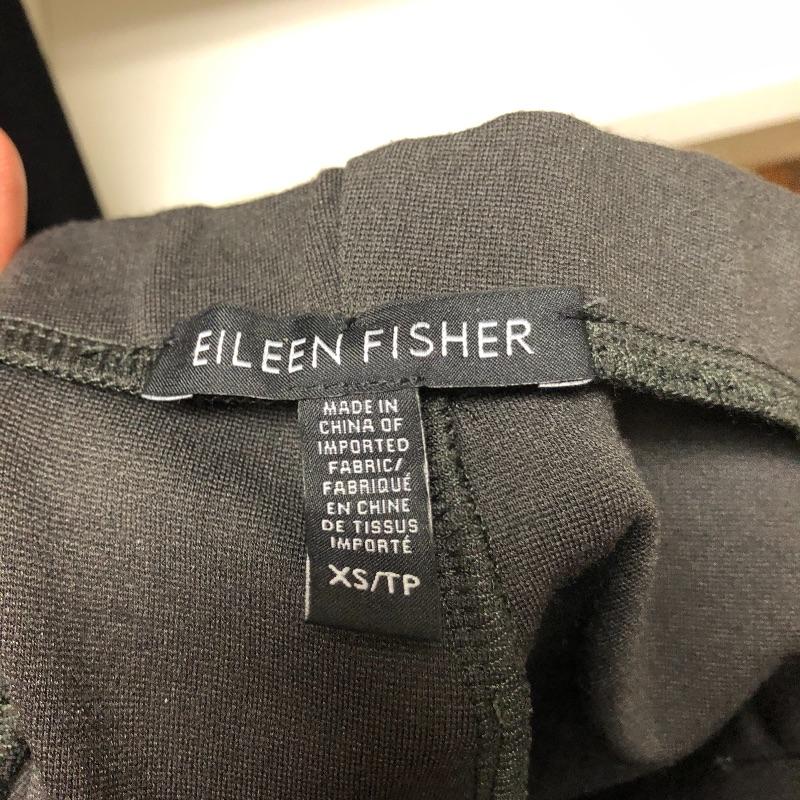 EILEEN FISHER
MADE IN
CHINA OF
IMPORTED
FABRIC/
FABRIQUÉ
EN CHINE
DE TISSUS
IMPORTÉ
XS/TP